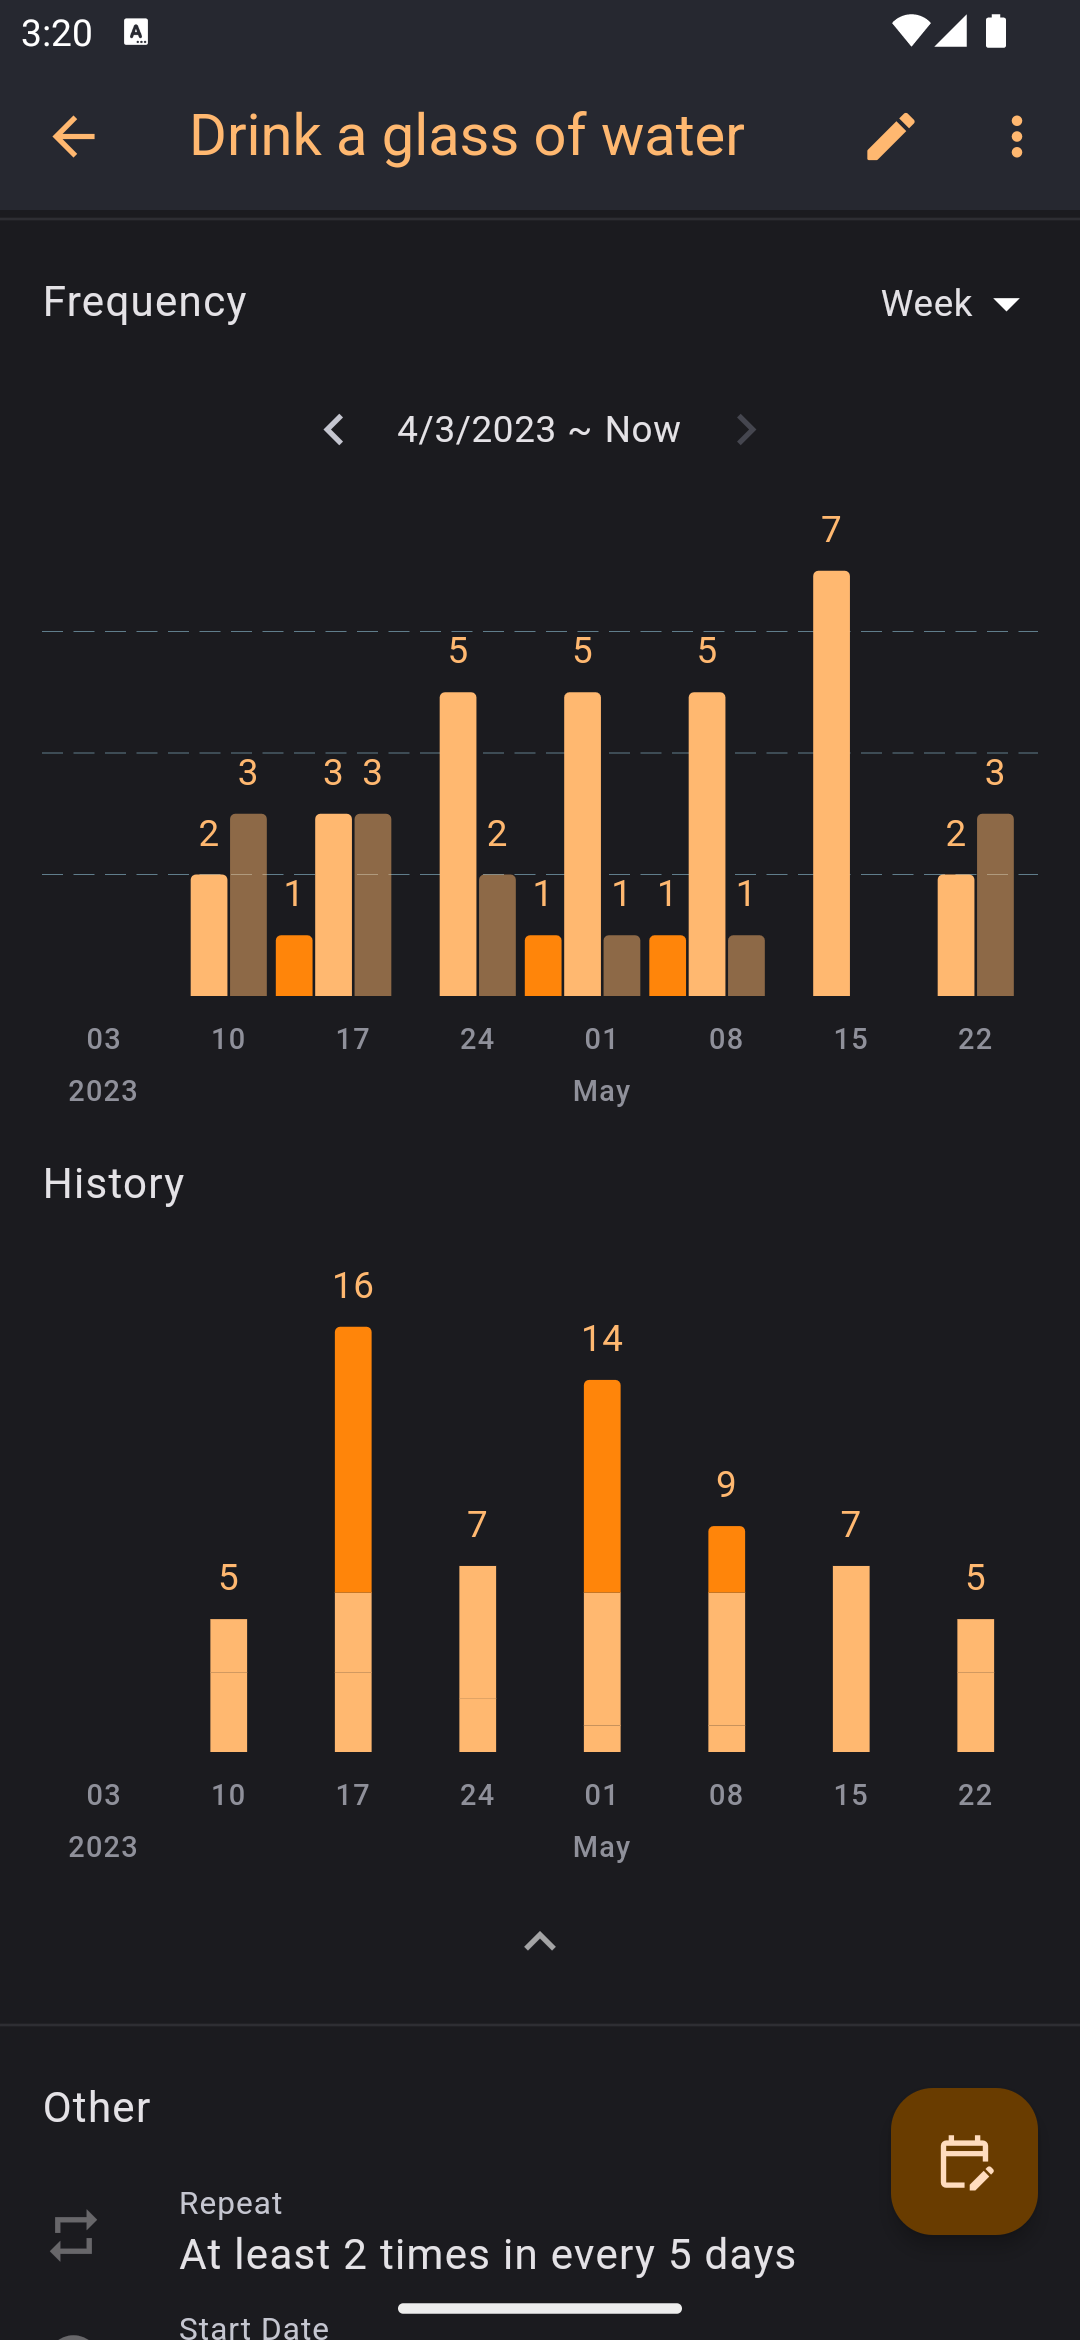 3:20
Drink a glass of water
Frequency
Week
4/3/2023 ~ Now
7
5 5 5
3 3 3 3
2 2 2
1 1 1 1 1
03 10 17 24 01 08 15 22
2023 May
History
16
14
9
7 7
5 5
03 10 17 24 01 08 15 22
2023 May
Other
Repeat
At least 2 times in every 5 days
Start Date